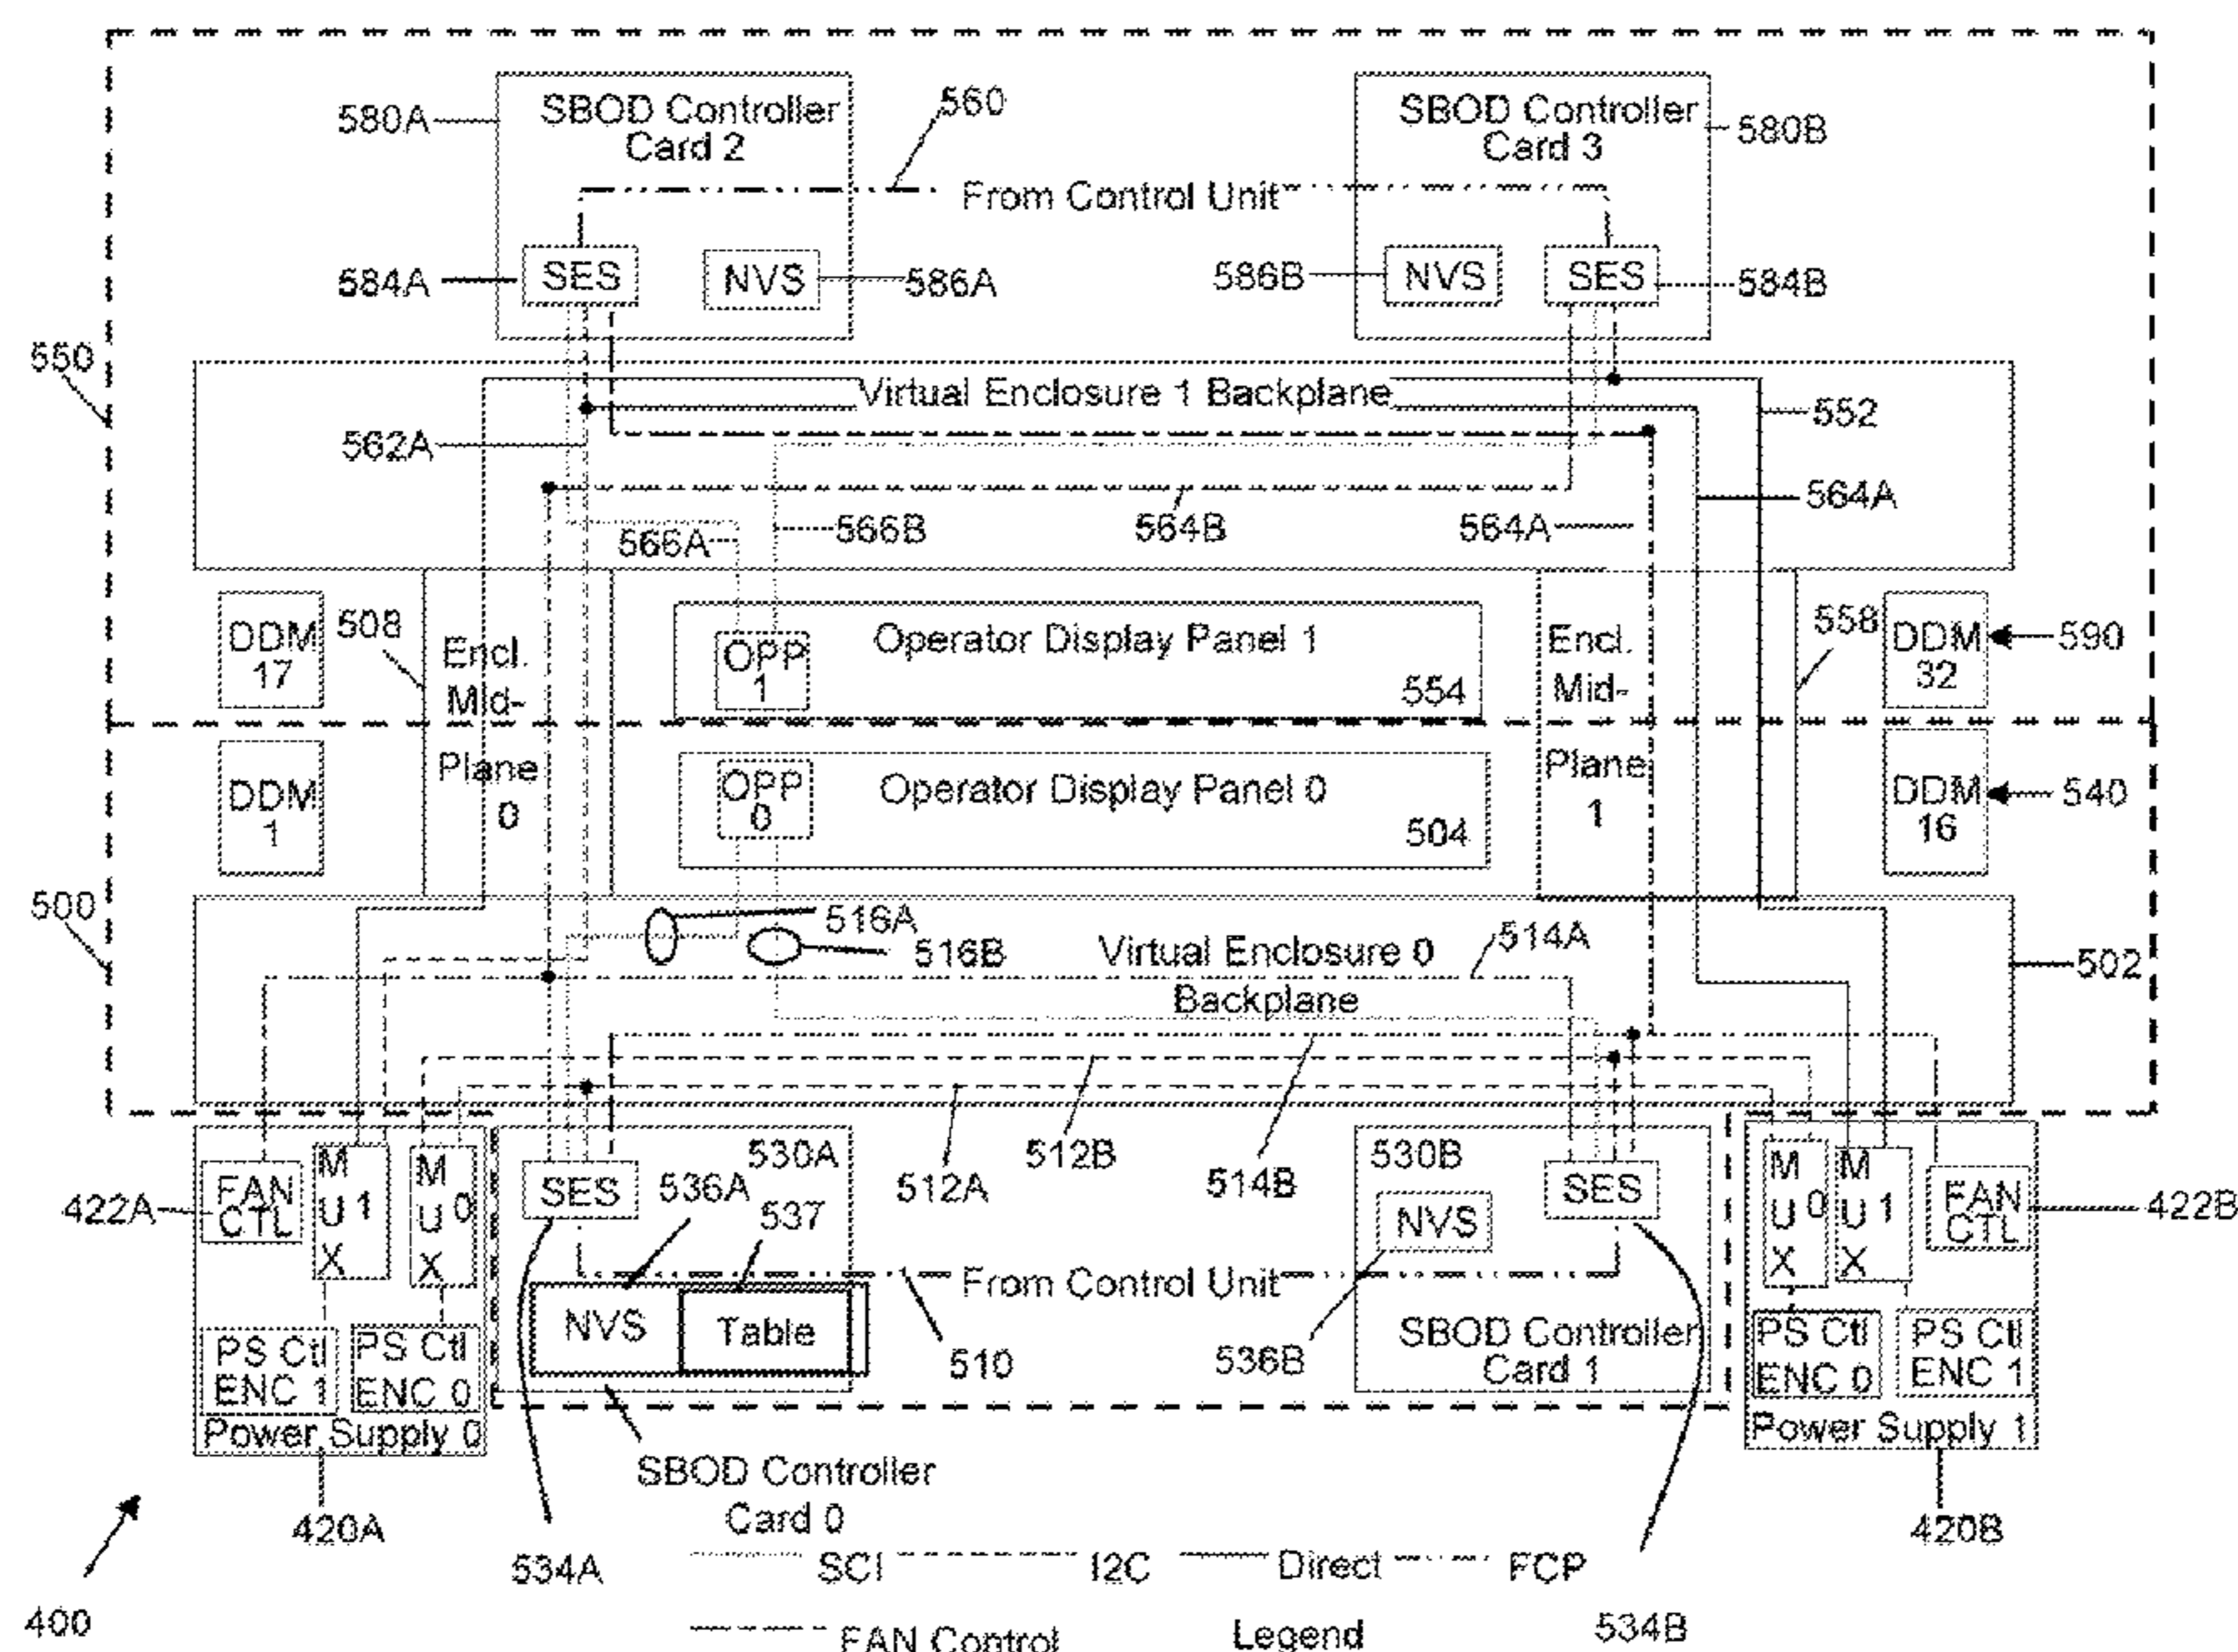 SBOD Controller
Card 2
580A
560
SBOD Controller
Card 3
580B
From Control Unit
584A
SES
NVS
586A
586B
NVS
SES
584B
550
Virtual Enclosure 1 Backplane
552
562A
564A
566A
566B
564B
564A
DDM
17
508
Encl.
Mid-
Plane
0
OPP
1
Operator Display Panel 1
554
Encl.
Mid-
Plane
1
558
DDM
32
590
DDM
1
OPP
0
Operator Display Panel 0
504
DDM
16
540
500
516A
516B
Virtual Enclosure 0
Backplane
514A
502
422A
FAN
CTL
MUX 1
MUX 0
SES
530A
536A
537
512A
512B
514B
530B
NVS
SES
MUX 0
MUX 1
FAN
CTL
422B
NVS
Table
From Control Unit
510
536B
SBOD Controller
Card 1
PS Ctl
ENC 1
PS Ctl
ENC 0
Power Supply 0
PS Ctl
ENC 0
PS Ctl
ENC 1
Power Supply 1
420A
SBOD Controller
Card 0
420B
534A
SCI
I2C
Direct
FCP
400
FAN Control
Legend
534B